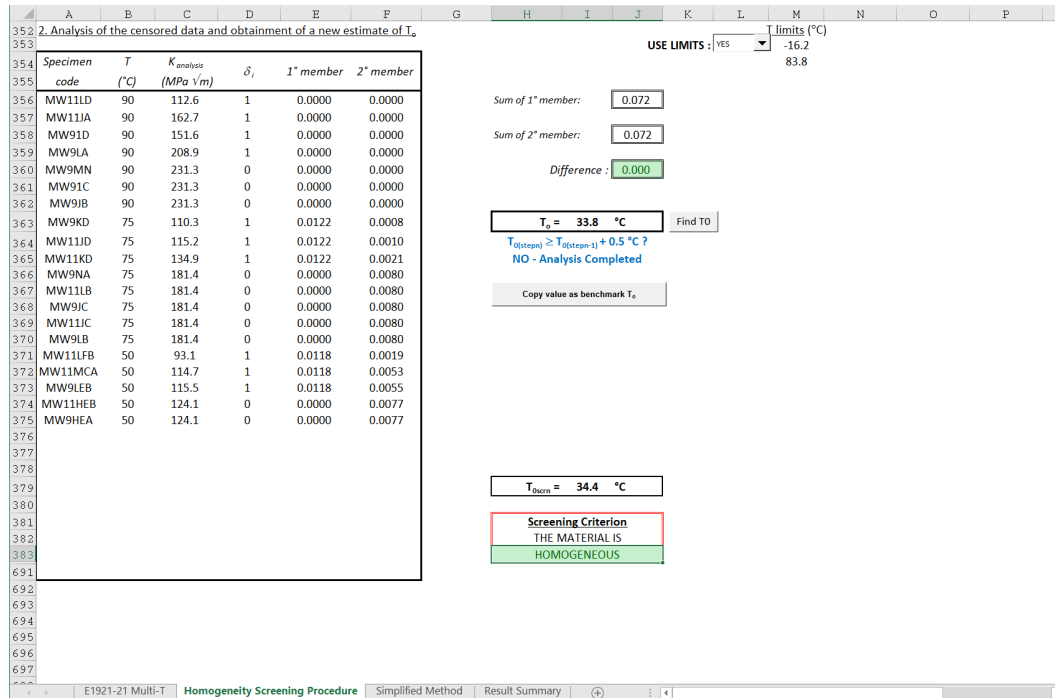 A B C D E F G H I J K L M N O P
352 2. Analysis of the censored data and obtainment of a new estimate of Tₒ T limits (°C)
353 USE LIMITS : YES -16.2
354 Specimen T K analysis δ i 1° member 2° member 83.8
355 code (°C) (MPa √m)
356 MW11LD 90 112.6 1 0.0000 0.0000 Sum of 1° member: 0.072
357 MW11JA 90 162.7 1 0.0000 0.0000
358 MW91D 90 151.6 1 0.0000 0.0000 Sum of 2° member: 0.072
359 MW9LA 90 208.9 1 0.0000 0.0000
360 MW9MN 90 231.3 0 0.0000 0.0000 Difference : 0.000
361 MW91C 90 231.3 0 0.0000 0.0000
362 MW9JB 90 231.3 0 0.0000 0.0000
363 MW9KD 75 110.3 1 0.0122 0.0008 Tₒ = 33.8 °C Find T0
364 MW11JD 75 115.2 1 0.0122 0.0010 T0(stepn) ≥ T0(stepn-1) + 0.5 °C ?
365 MW11KD 75 134.9 1 0.0122 0.0021 NO - Analysis Completed
366 MW9NA 75 181.4 0 0.0000 0.0080
367 MW11LB 75 181.4 0 0.0000 0.0080 Copy value as benchmark Tₒ
368 MW9JC 75 181.4 0 0.0000 0.0080
369 MW11JC 75 181.4 0 0.0000 0.0080
370 MW9LB 75 181.4 0 0.0000 0.0080
371 MW11LFB 50 93.1 1 0.0118 0.0019
372 MW11MCA 50 114.7 1 0.0118 0.0053
373 MW9LEB 50 115.5 1 0.0118 0.0055
374 MW11HEB 50 124.1 0 0.0000 0.0077
375 MW9HEA 50 124.1 0 0.0000 0.0077
376
377
378
379 T0scrn = 34.4 °C
380
381 Screening Criterion
382 THE MATERIAL IS
383 HOMOGENEOUS
691
692
693
694
695
696
697
E1921-21 Multi-T Homogeneity Screening Procedure Simplified Method Result Summary